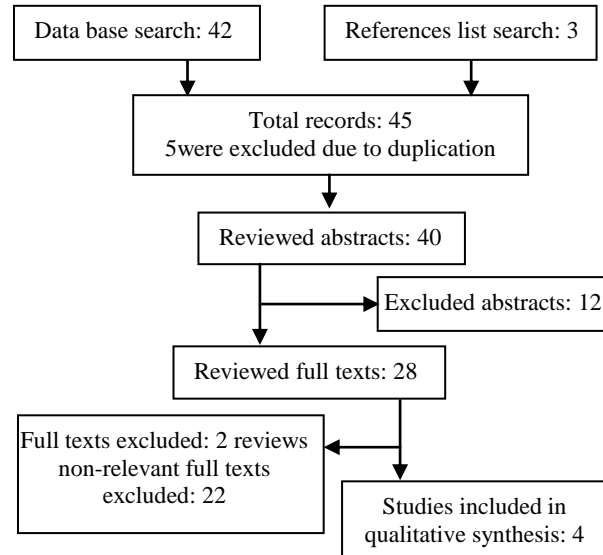 Data base search: 42
References list search: 3
Total records: 45
5were excluded due to duplication
Reviewed abstracts: 40
Excluded abstracts: 12
Reviewed full texts: 28
Full texts excluded: 2 reviews
non-relevant full texts
excluded: 22
Studies included in
qualitative synthesis: 4